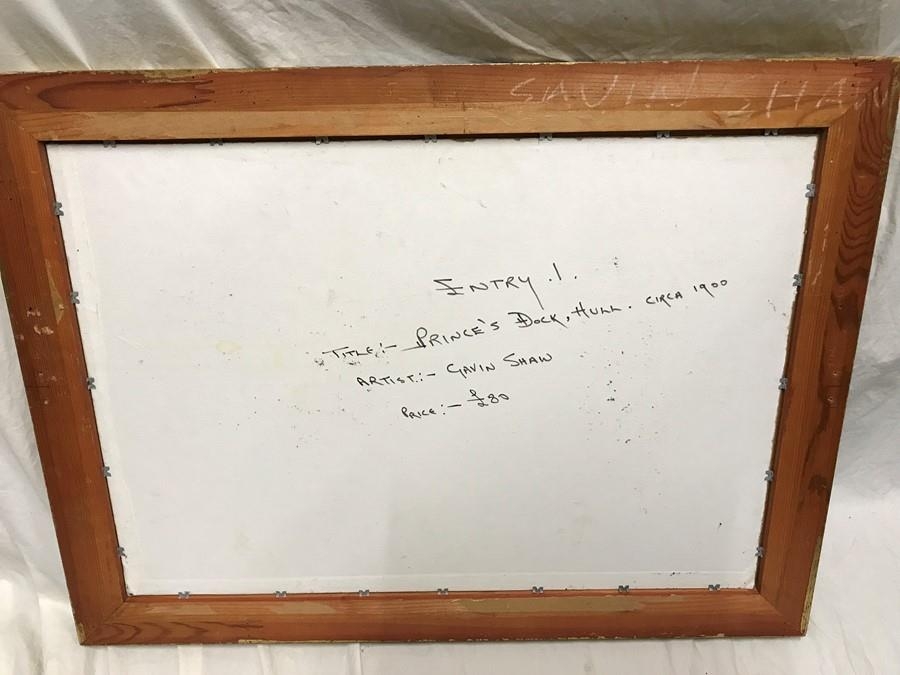 GAVIN SHAW
ENTRY .1.
TITLE:- PRINCE'S DOCK, HULL. CIRCA 1900
ARTIST:- GAVIN SHAW
PRICE:- £80